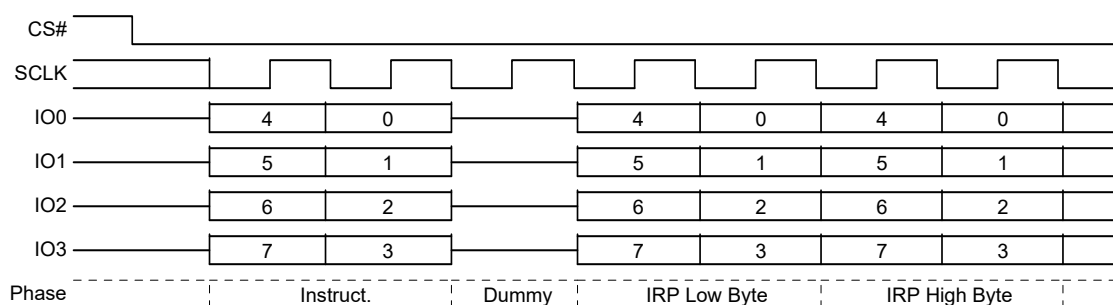 CS#
SCLK
IO0 4 0 4 0 4 0
IO1 5 1 5 1 5 1
IO2 6 2 6 2 6 2
IO3 7 3 7 3 7 3
Phase Instruct. Dummy IRP Low Byte IRP High Byte